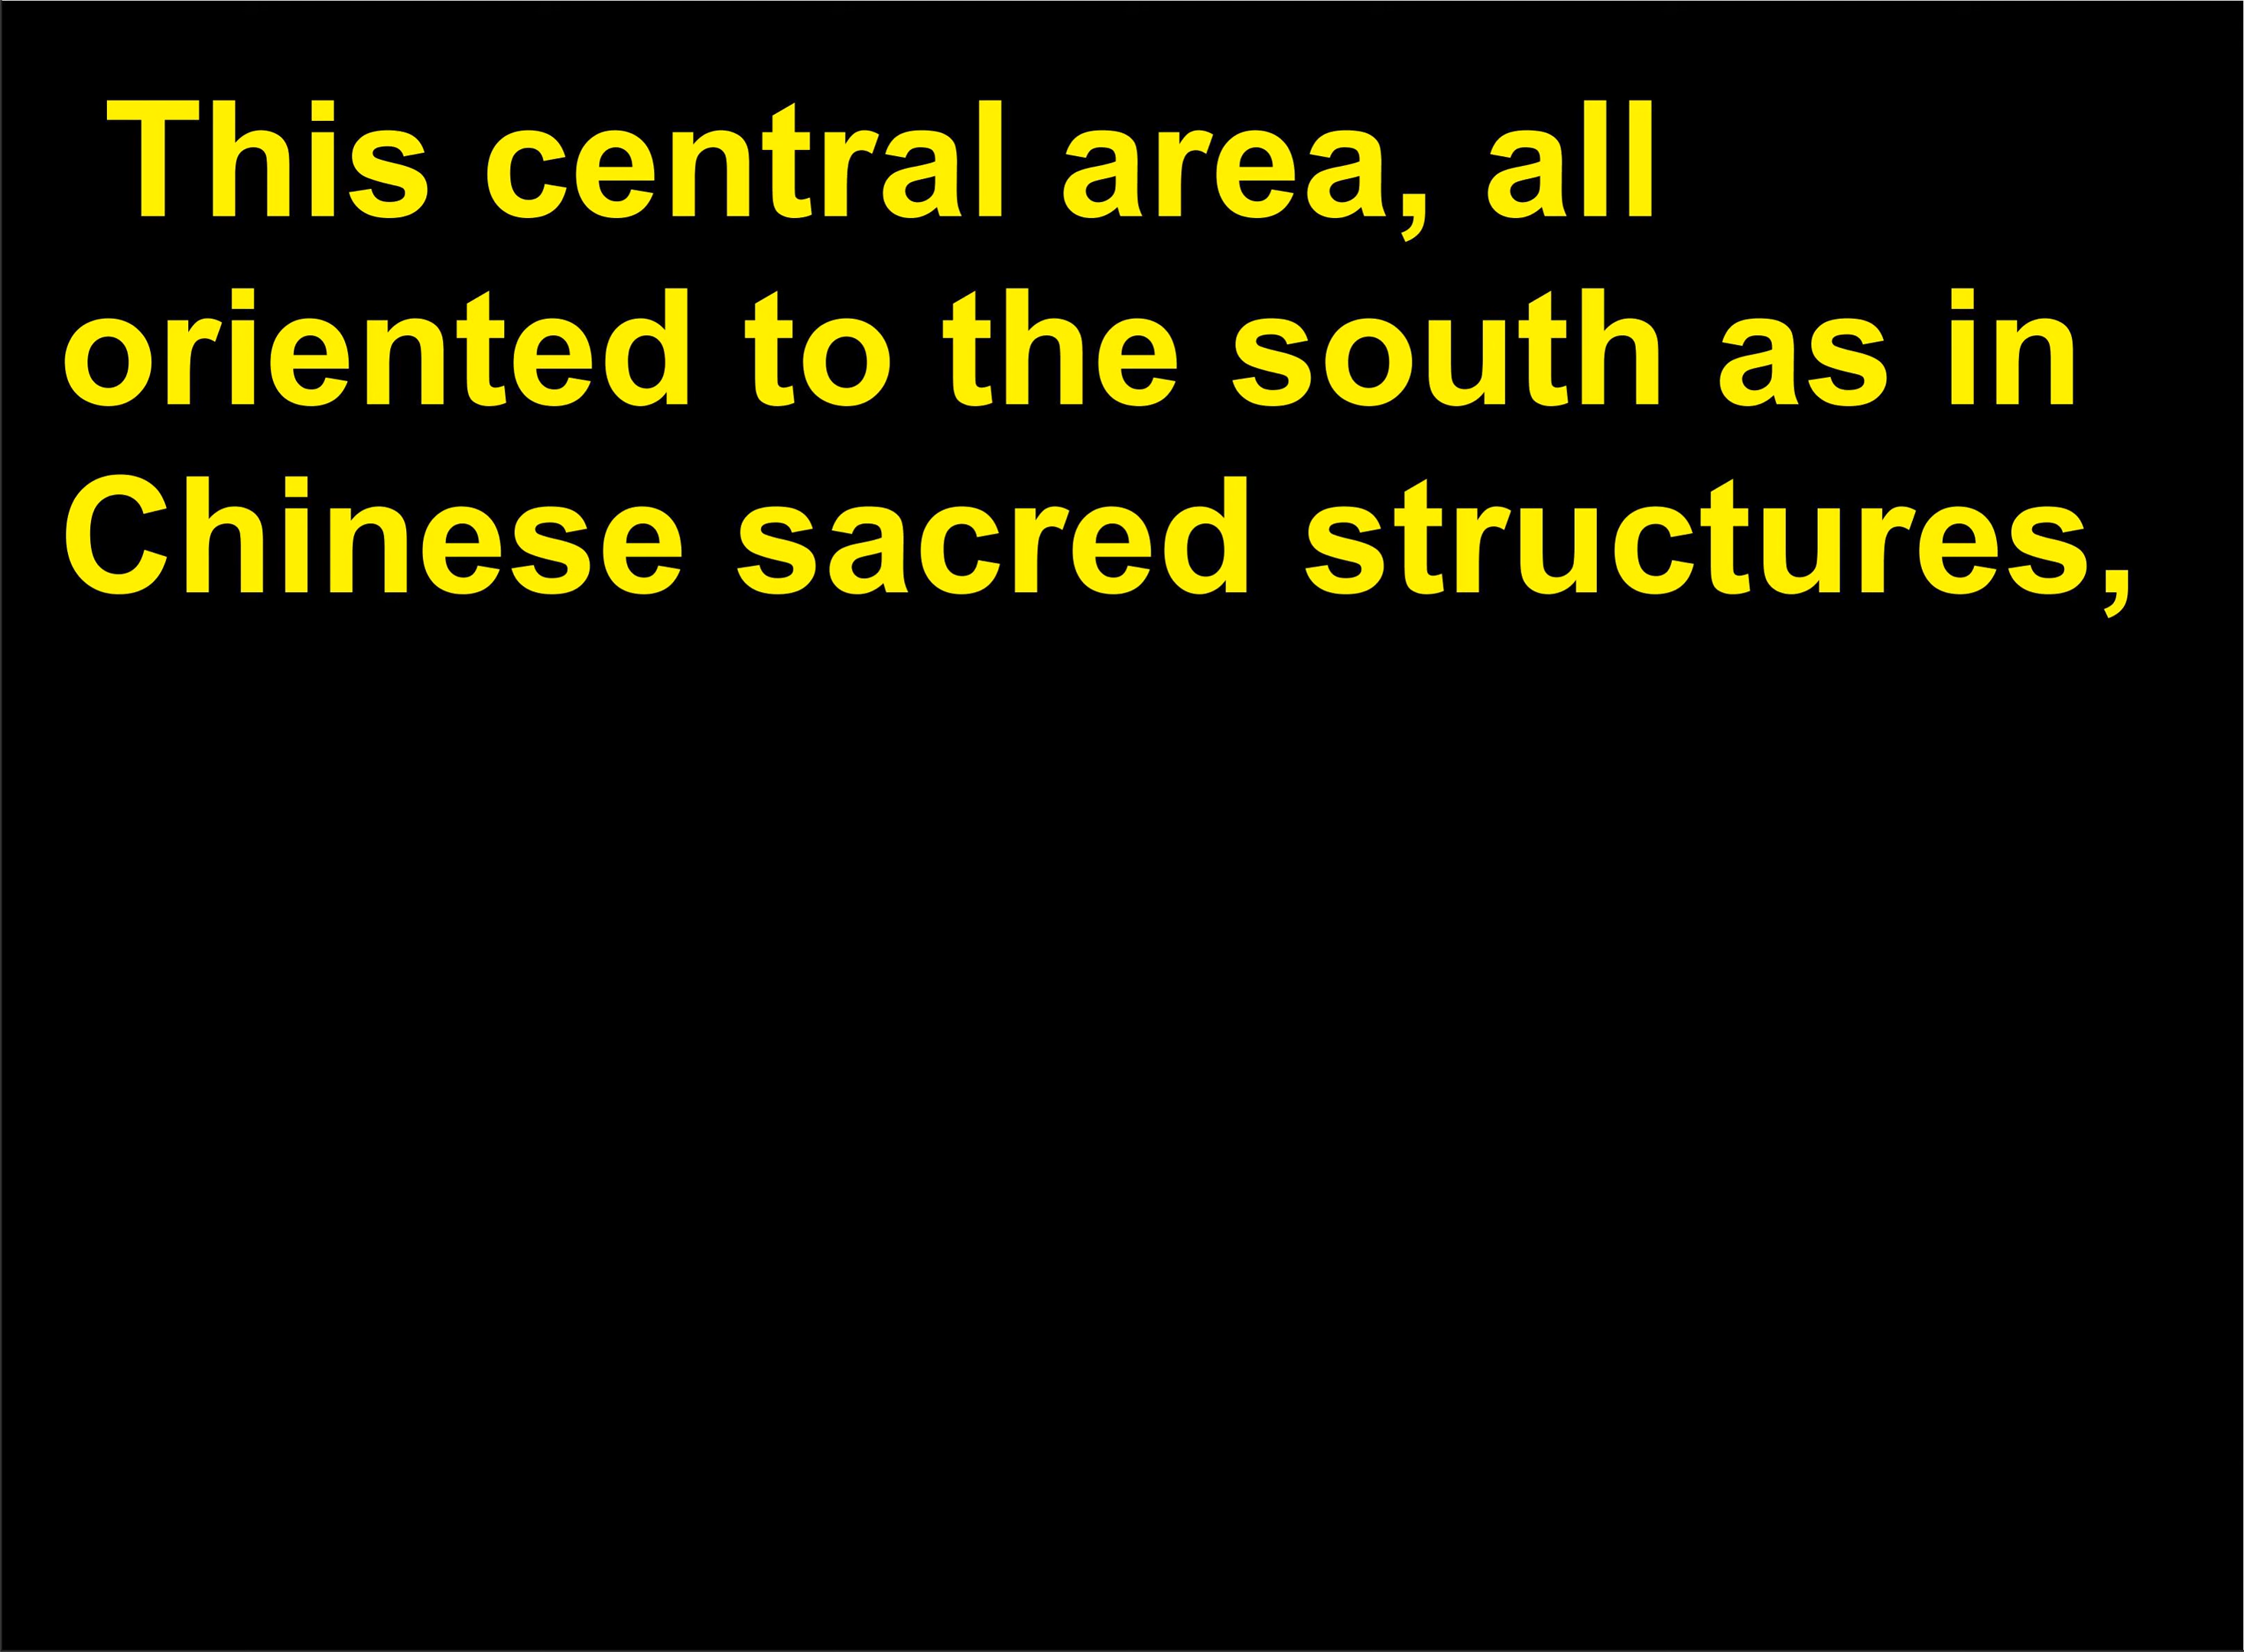 This central area, all
oriented to the south as in
Chinese sacred structures,